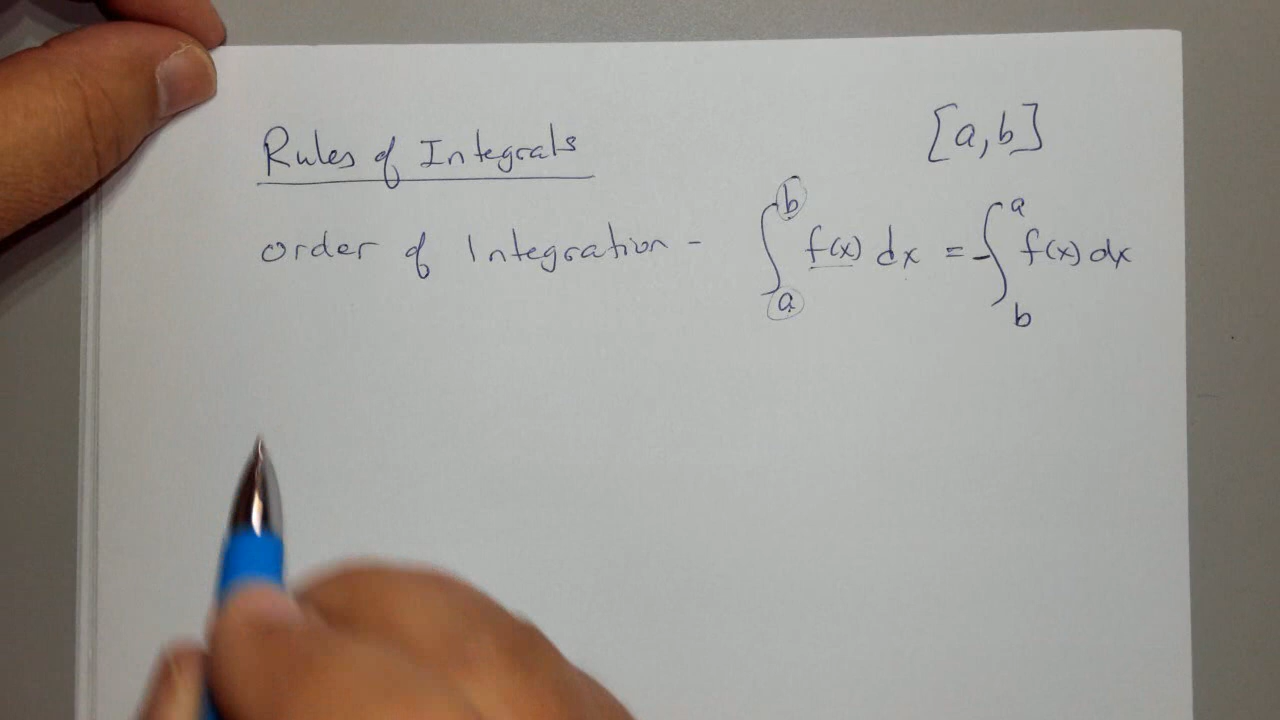 [a,b]
Rules of Integrals
Order of Integration - ∫_a^b f(x) dx = -∫_b^a f(x) dx